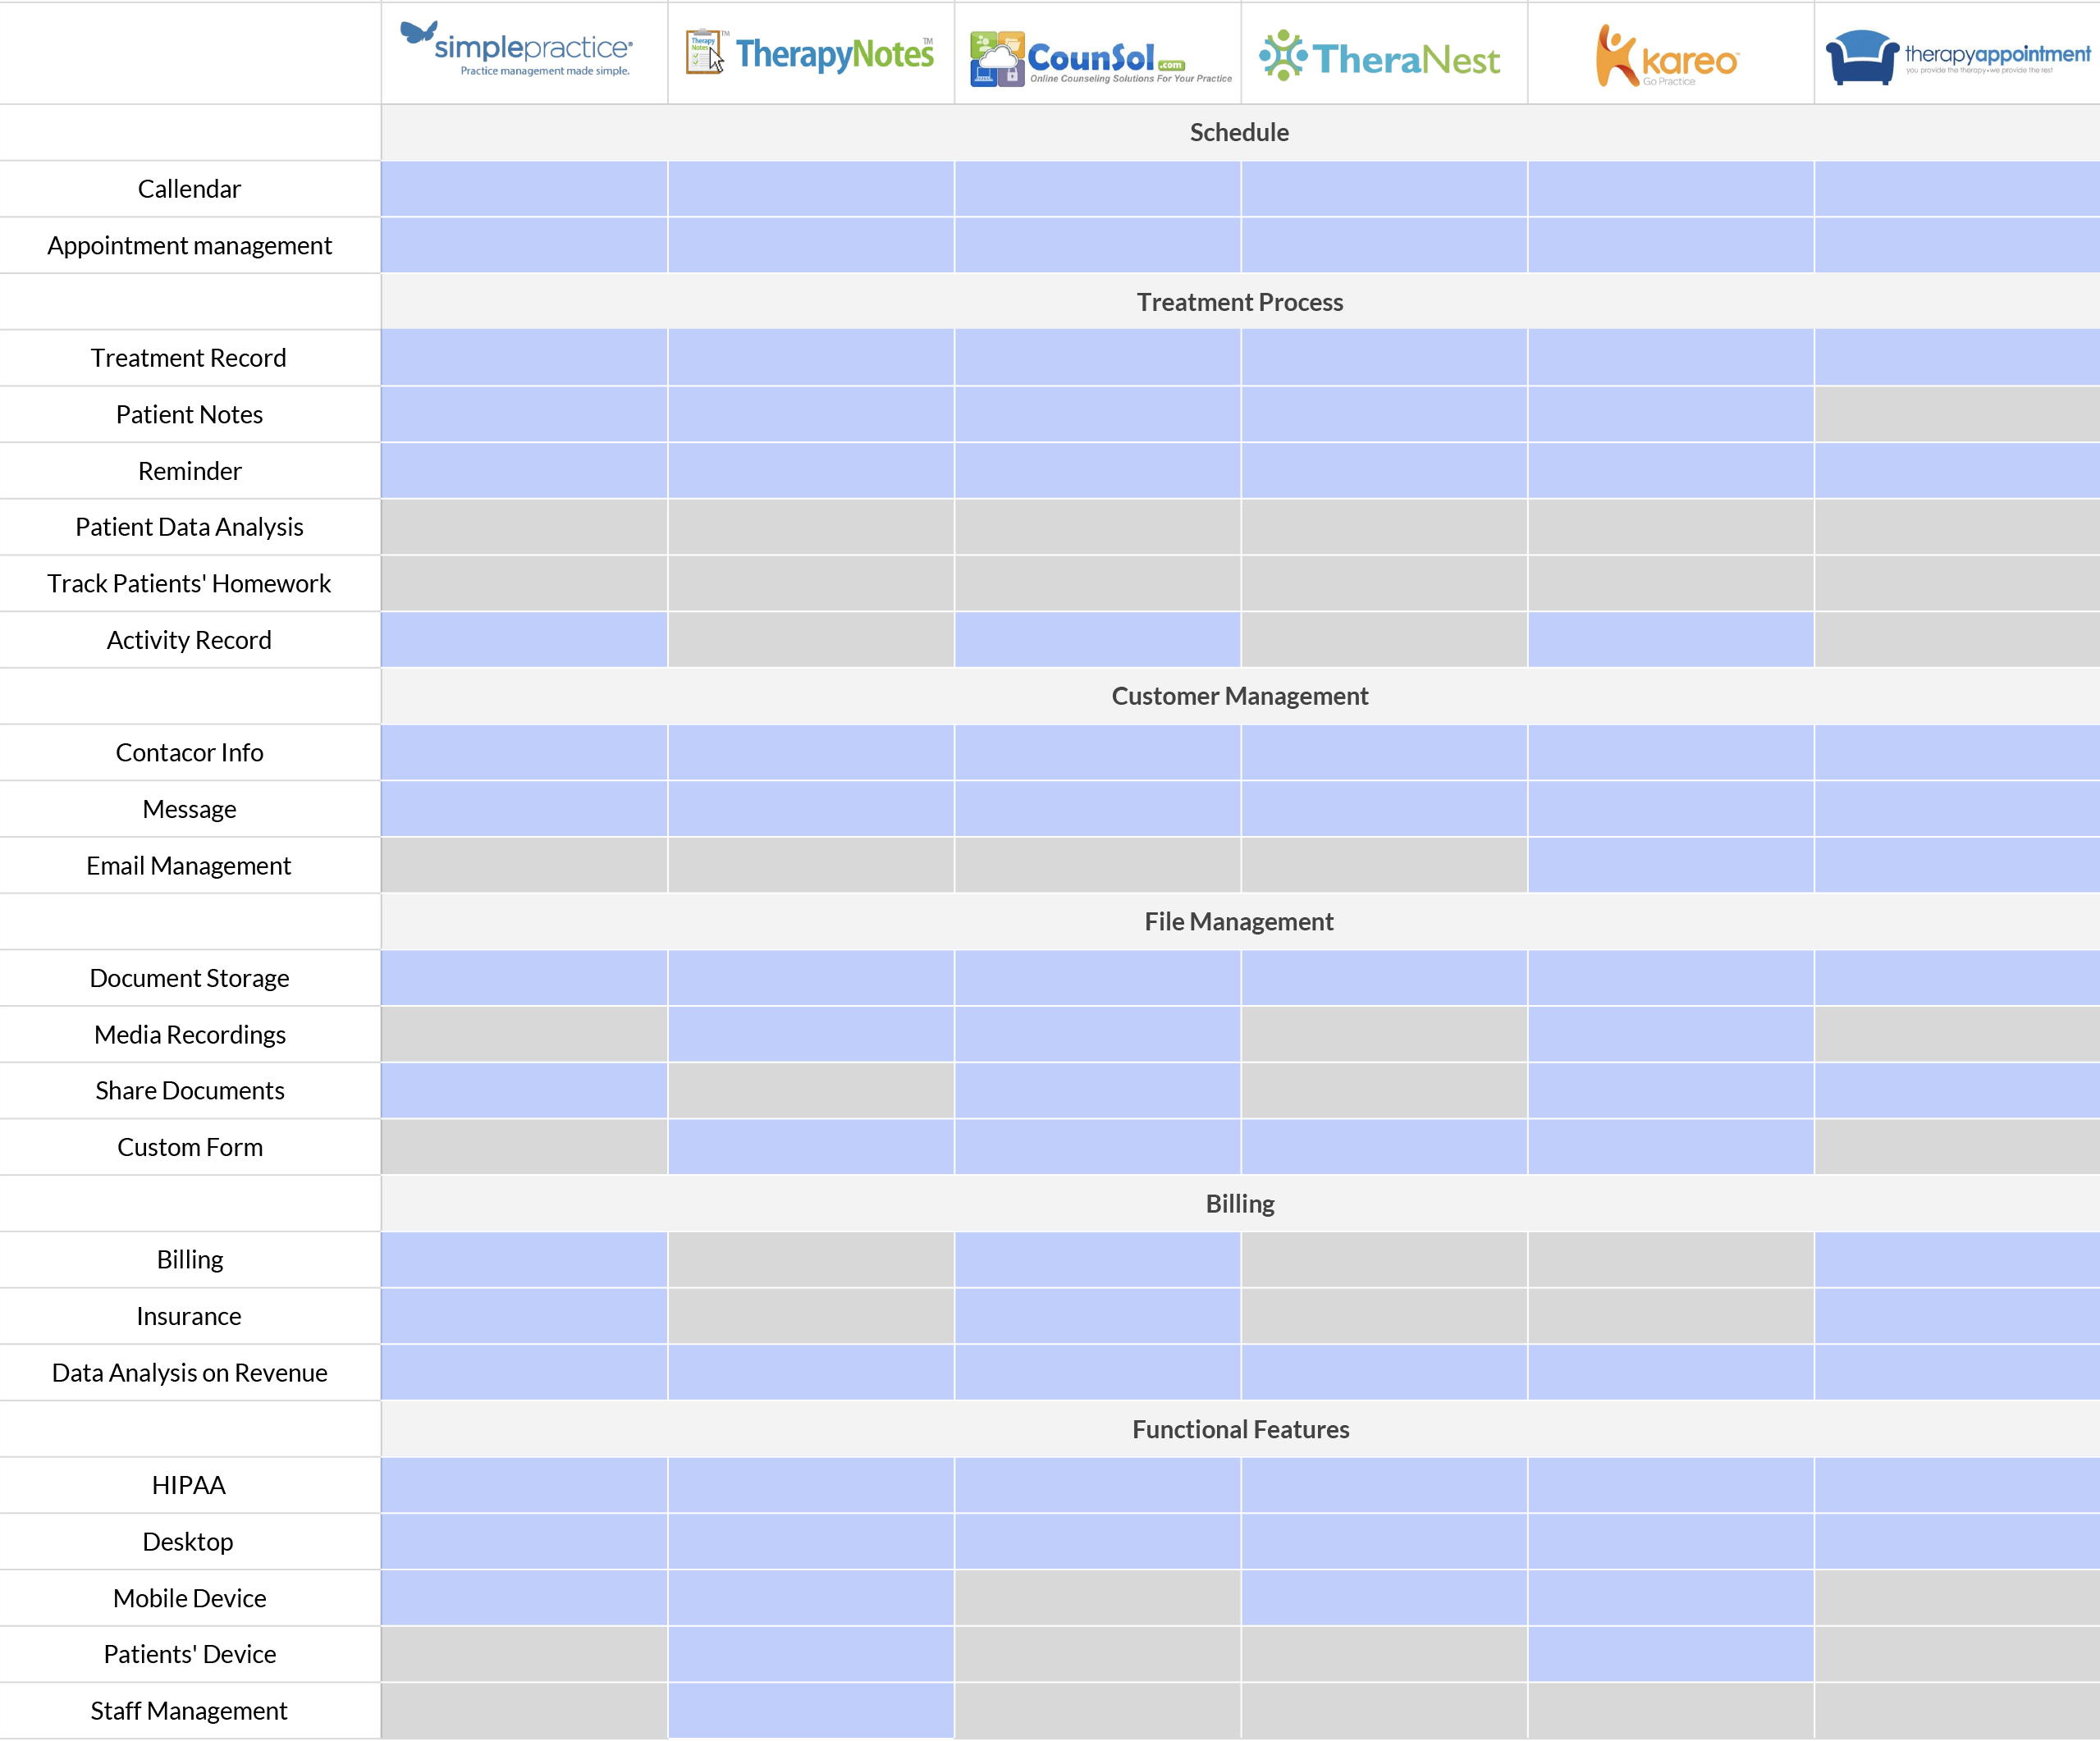 simplepractice®
Practice management made simple.
Therapy Notes
™
TherapyNotes™
CounSol.com
Online Counseling Solutions For Your Practice
TheraNest
kareo™
Go Practice
therapyappointment
you provide the therapy•we provide the rest
Schedule
Callendar
Appointment management
Treatment Process
Treatment Record
Patient Notes
Reminder
Patient Data Analysis
Track Patients' Homework
Activity Record
Customer Management
Contacor Info
Message
Email Management
File Management
Document Storage
Media Recordings
Share Documents
Custom Form
Billing
Billing
Insurance
Data Analysis on Revenue
Functional Features
HIPAA
Desktop
Mobile Device
Patients' Device
Staff Management